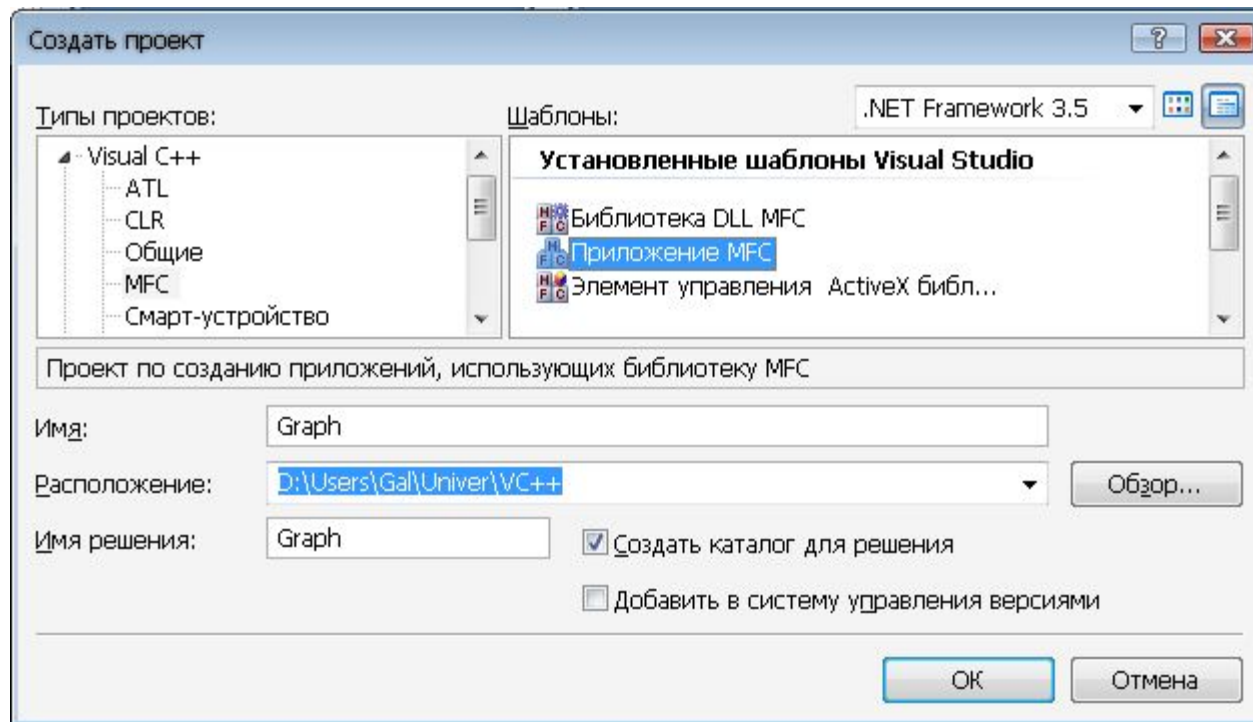 Создать проект
Типы проектов:
Шаблоны:
.NET Framework 3.5
Visual C++
ATL
CLR
Общие
MFC
Смарт-устройство
Установленные шаблоны Visual Studio
Библиотека DLL MFC
Приложение MFC
Элемент управления ActiveX библ...
Проект по созданию приложений, использующих библиотеку MFC
Имя:
Graph
Расположение:
D:\Users\Gal\Univer\VC++
Обзор...
Имя решения:
Graph
Создать каталог для решения
Добавить в систему управления версиями
ОК
Отмена